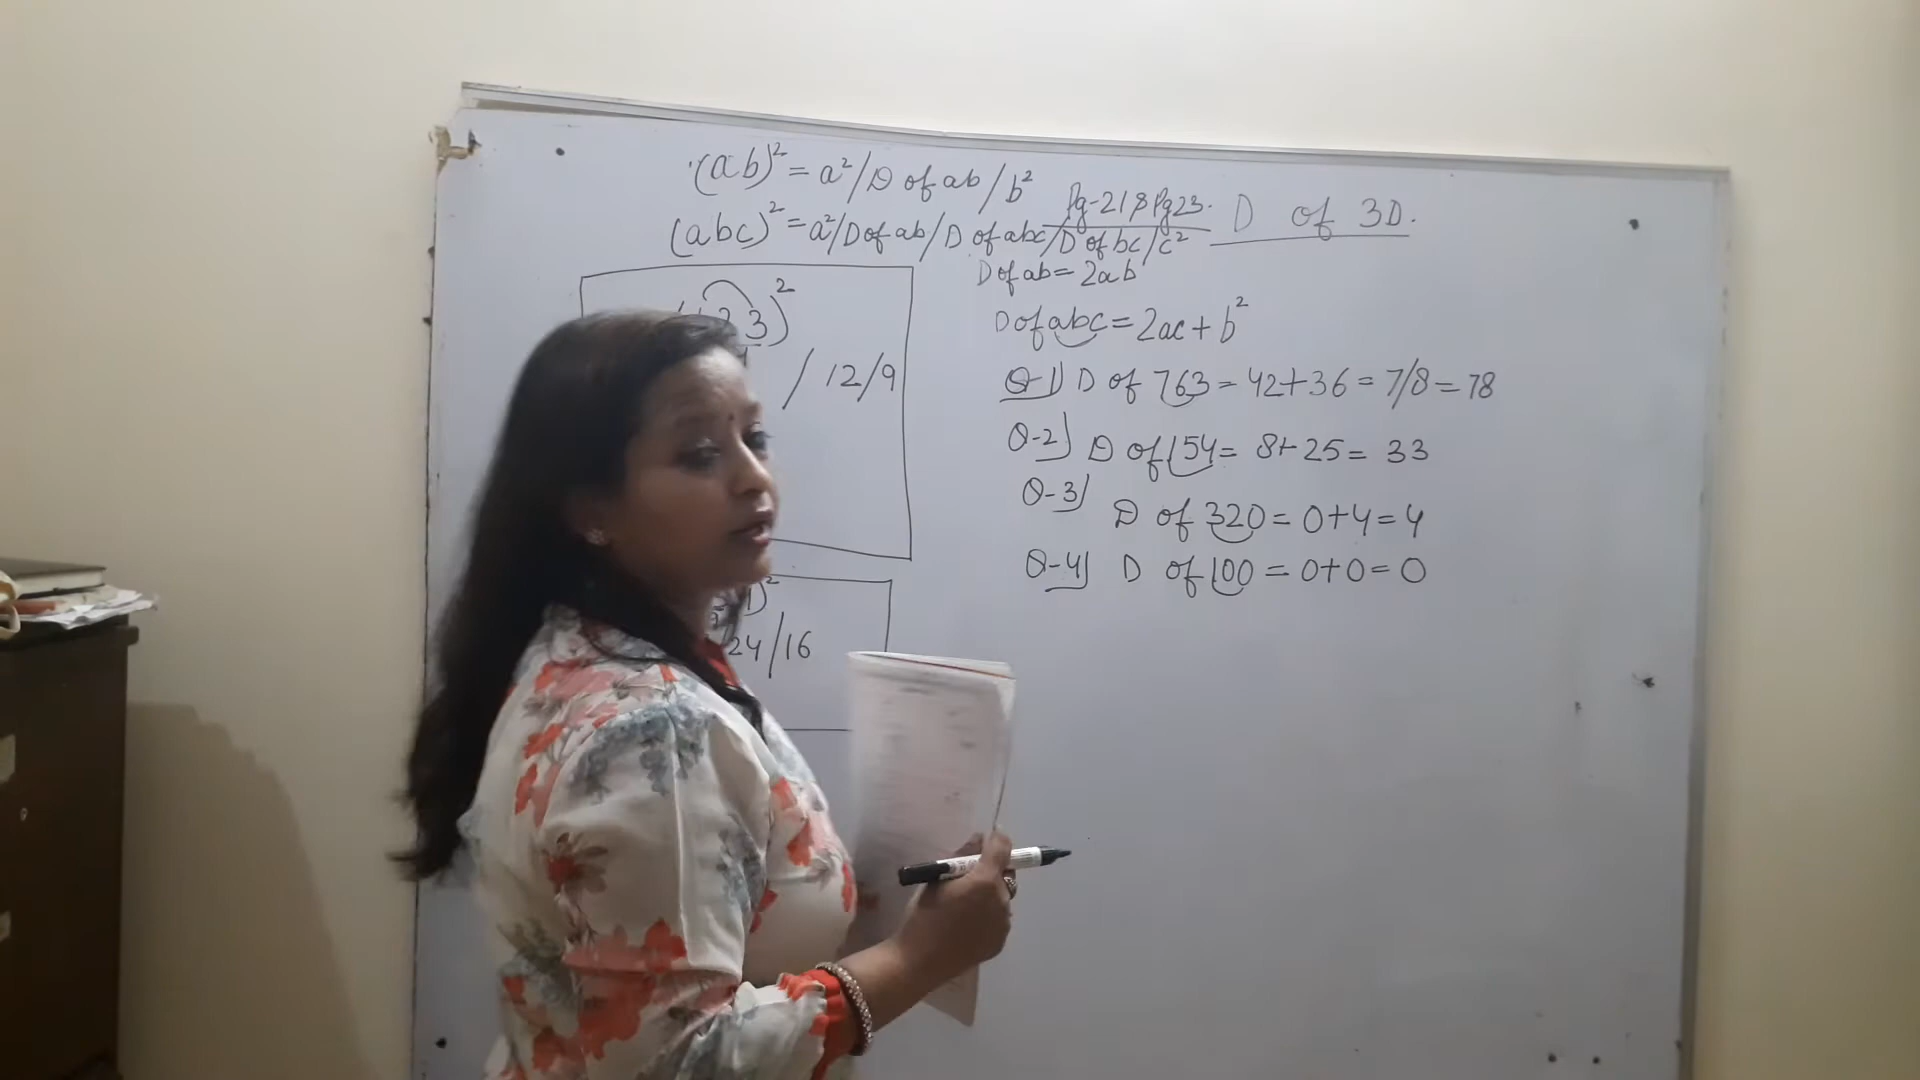 (ab)² = a²/D of ab/b²
Pg-21 & Pg 23.
D of 3D.
(abc)² = a²/D of ab/D of abc/D of bc/c²
D of ab = 2ab
D of abc = 2ac + b²
3)²
/ 12/9
Q-1) D of 763 = 42+36 = 7/8 = 78
Q-2) D of 154 = 8+25 = 33
Q-3) D of 320 = 0+4 = 4
Q-4) D of 100 = 0+0 = 0
)²
24/16